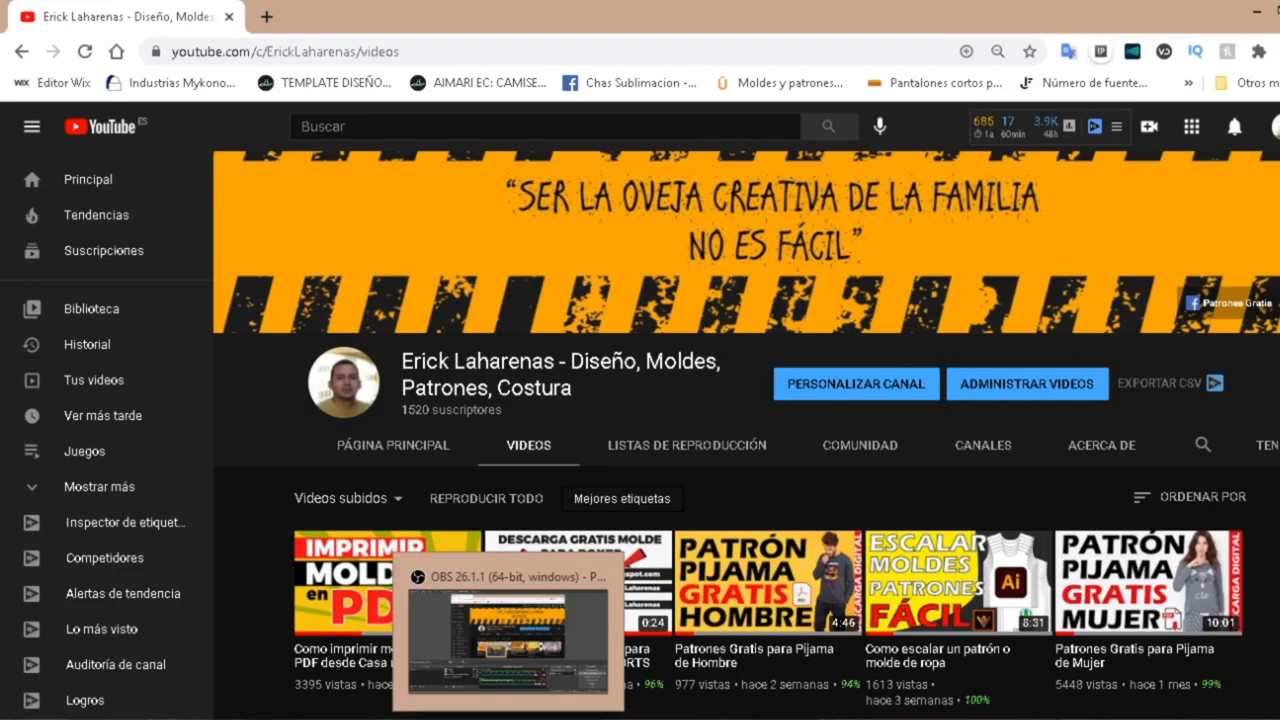 Erick Laharenas - Diseño, Moldes,
youtube.com/c/ErickLaharenas/videos
WIX Editor Wix
Industrias Mykono...
TEMPLATE DISEÑO...
AIMARI EC: CAMISE...
Chas Sublimacion -...
Moldes y patrones...
Pantalones cortos p...
Número de fuente...
»
Otros m
YouTube ES
Buscar
685 17 3.9K
1a 60min 48h
Principal
Tendencias
Suscripciones
Biblioteca
Historial
Tus videos
Ver más tarde
Juegos
Mostrar más
Inspector de etiquet...
Competidores
Alertas de tendencia
Lo más visto
Auditoría de canal
Logros
“SER LA OVEJA CREATIVA DE LA FAMILIA
NO ES FÁCIL”
Patrones Gratis
Erick Laharenas - Diseño, Moldes,
Patrones, Costura
1520 suscriptores
PERSONALIZAR CANAL
ADMINISTRAR VIDEOS
EXPORTAR CSV
PÁGINA PRINCIPAL
VIDEOS
LISTAS DE REPRODUCCIÓN
COMUNIDAD
CANALES
ACERCA DE
TEN
Videos subidos
REPRODUCIR TODO
Mejores etiquetas
ORDENAR POR
IMPRIMIR
MOLD
en PD
Como imprimir m
PDF desde Casa
3395 vistas • hace
OBS 26.1.1 (64-bit, windows) - P...
DESCARGA GRATIS MOLDE
0:24
para
ORTS
96%
PATRÓN
PIJAMA
GRATIS
HOMBRE
DESCARGA DIGITAL
4:46
Patrones Gratis para Pijama
de Hombre
977 vistas • hace 2 semanas • 94%
ESCALAR
MOLDES
PATRONES
FÁCIL
Ai
8:31
Como escalar un patrón o
molde de ropa
1613 vistas •
hace 3 semanas • 100%
PATRÓN
PIJAMA
GRATIS
MUJER
DESCARGA DIGITAL
10:01
Patrones Gratis para Pijama
de Mujer
5448 vistas • hace 1 mes • 99%